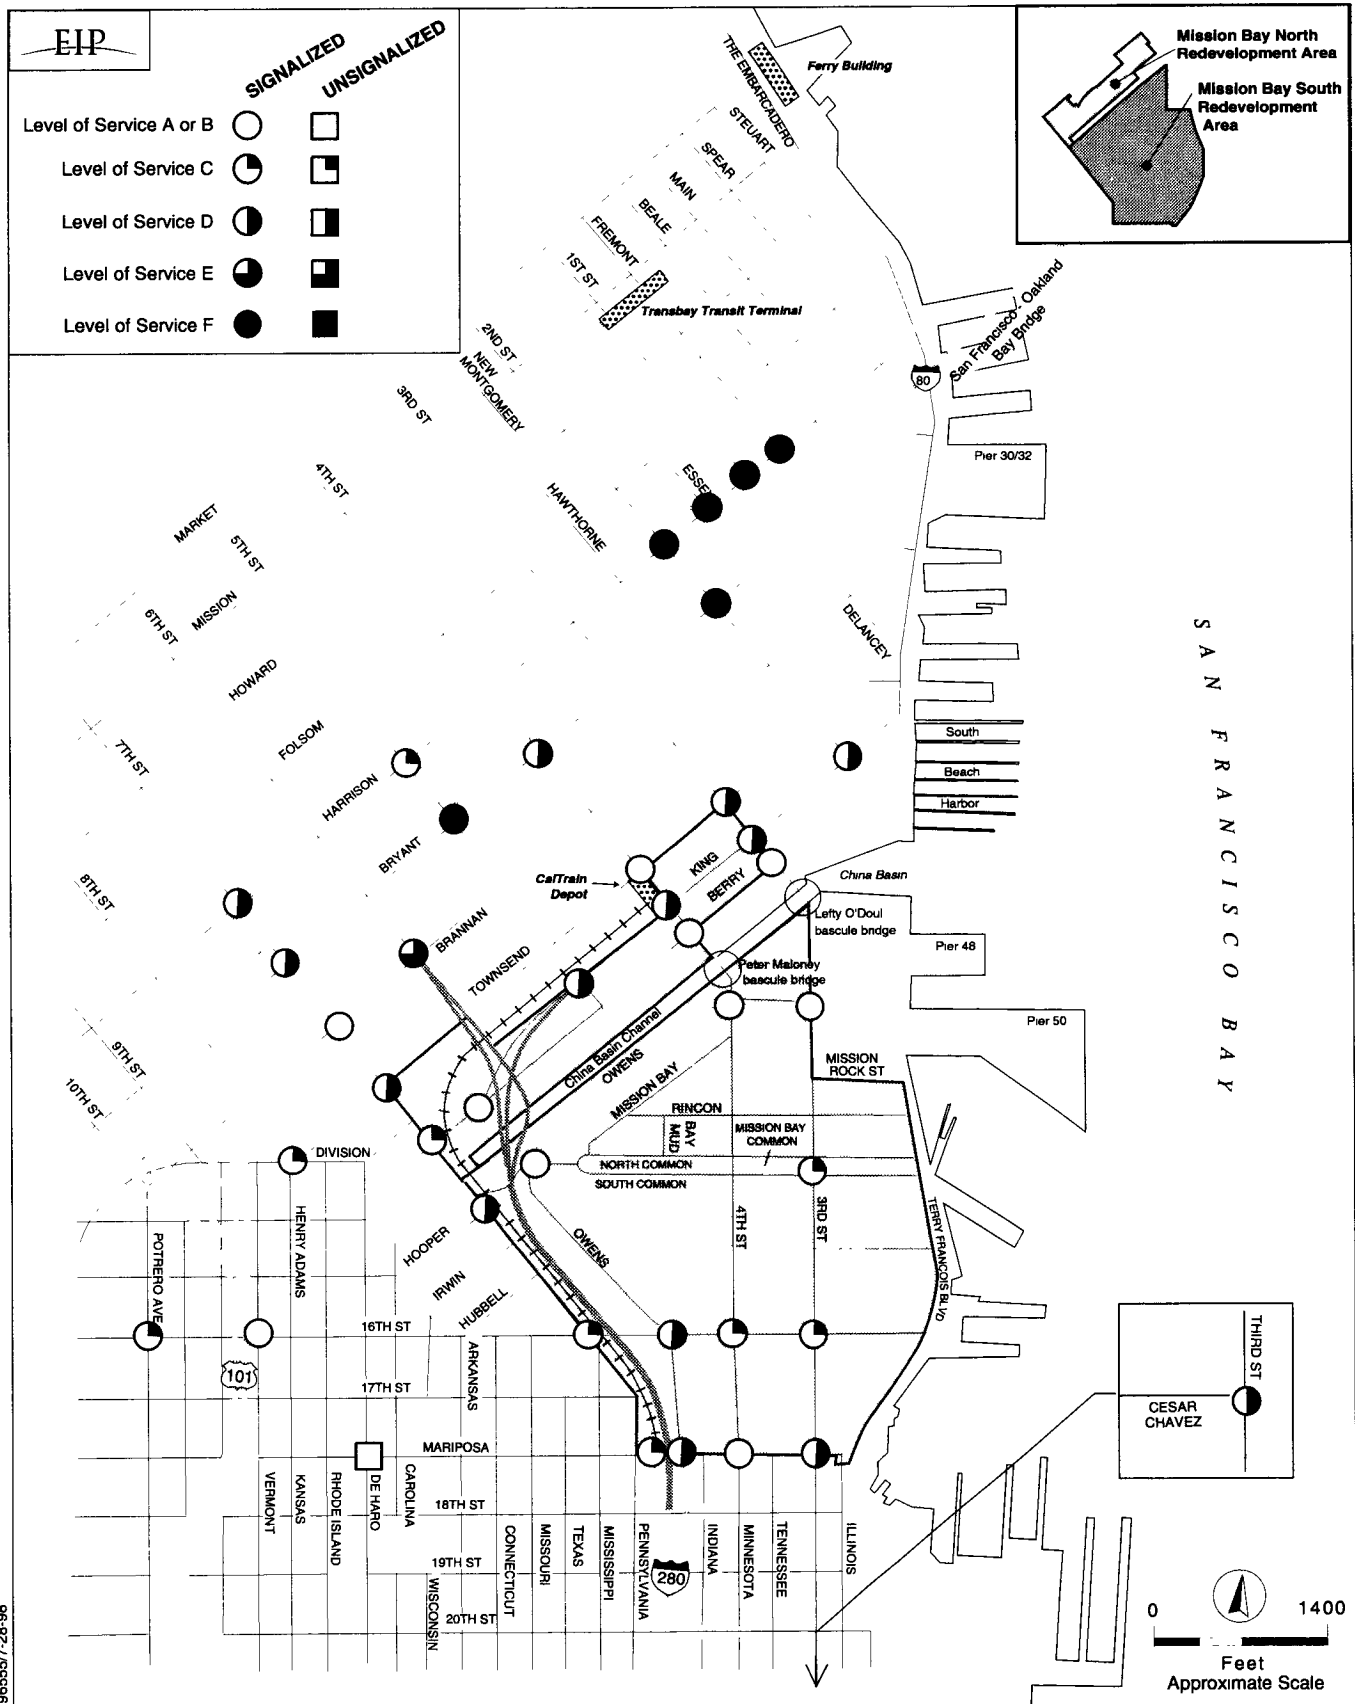 EIP
SIGNALIZED
UNSIGNALIZED
Level of Service A or B
Level of Service C
Level of Service D
Level of Service E
Level of Service F
Mission Bay North
Redevelopment Area
Mission Bay South
Redevelopment
Area
Ferry Building
THE EMBARCADERO
STEUART
SPEAR
MAIN
BEALE
FREMONT
1ST ST
Transbay Transit Terminal
2ND ST
NEW
MONTGOMERY
3RD ST
4TH ST
San Francisco - Oakland
Bay Bridge
80
Pier 30/32
HAWTHORNE
MARKET
5TH ST
MISSION
6TH ST
DELANCEY
HOWARD
FOLSOM
7TH ST
HARRISON
BRYANT
8TH ST
South
Beach
Harbor
SAN FRANCISCO BAY
CalTrain
Depot
KING
BERRY
China Basin
Lefty O'Doul
bascule bridge
Pier 48
Peter Maloney
bascule bridge
BRANNAN
TOWNSEND
Pier 50
9TH ST
10TH ST
China Basin Channel
OWENS
MISSION BAY
MISSION
ROCK ST
RINCON
BAY
MUD
MISSION BAY
COMMON
NORTH COMMON
SOUTH COMMON
DIVISION
HENRY ADAMS
POTRERO AVE
HOOPER
IRWIN
HUBBELL
OWENS
4TH ST
3RD ST
TERRY FRANCOIS BLVD
16TH ST
101
17TH ST
ARKANSAS
MARIPOSA
THIRD ST
CESAR
CHAVEZ
VERMONT
KANSAS
RHODE ISLAND
DE HARO
CAROLINA
18TH ST
CONNECTICUT
MISSOURI
TEXAS
MISSISSIPPI
PENNSYLVANIA
280
INDIANA
MINNESOTA
TENNESSEE
ILLINOIS
19TH ST
WISCONSIN
20TH ST
0
1400
Feet
Approximate Scale